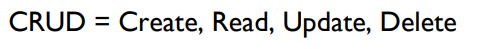 CRUD = Create, Read, Update, Delete